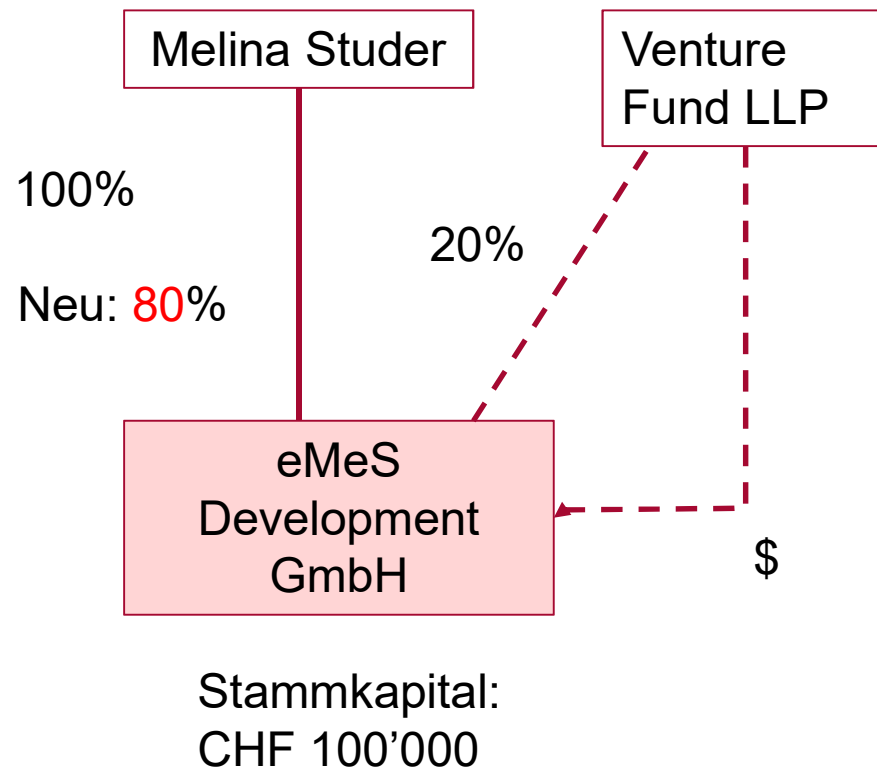 Melina Studer
Venture
Fund LLP
100%
20%
Neu: 80%
eMeS
Development
GmbH
$
Stammkapital:
CHF 100’000